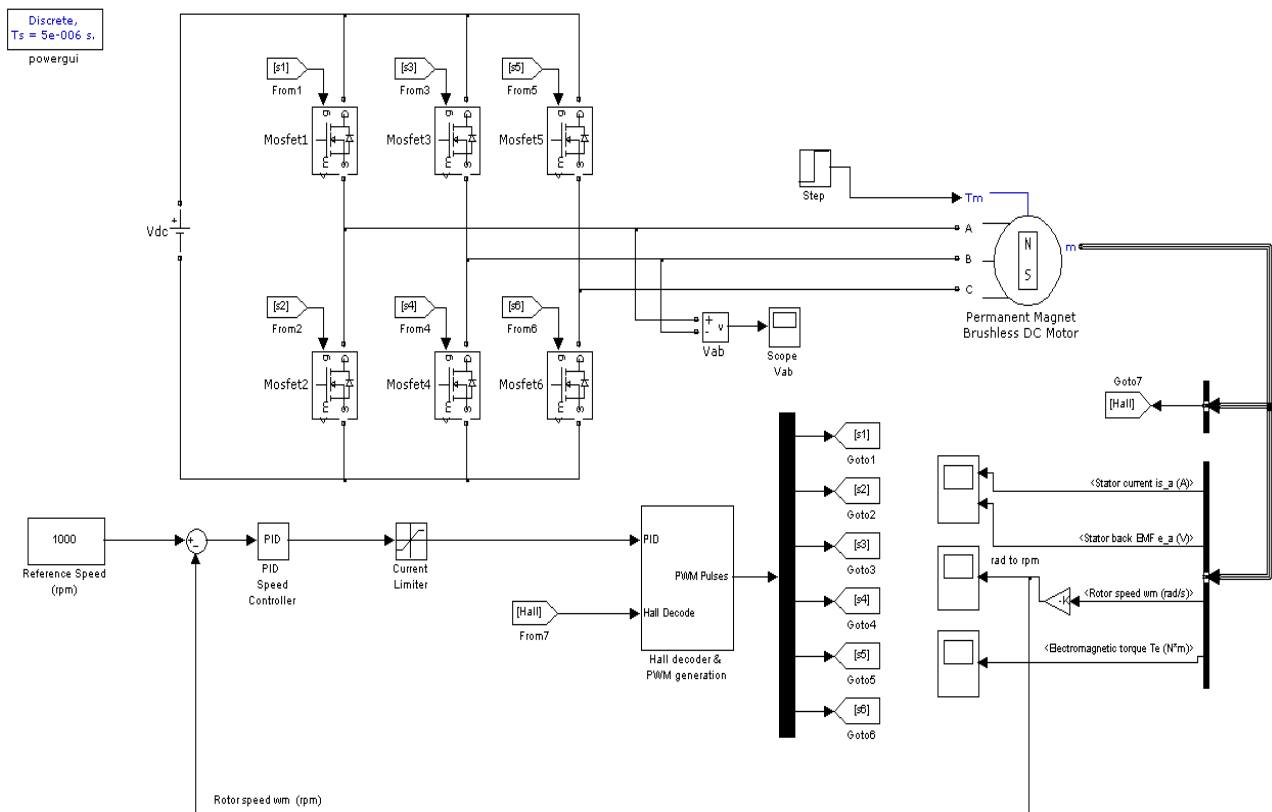 Discrete,
Ts = 5e-006 s.
powergui
[s1]
From1
[s3]
From3
[s5]
From5
g
D
Mosfet1
m
S
g
D
Mosfet3
m
S
g
D
Mosfet5
m
S
Step
Tm
A
B
C
N
S
m
Permanent Magnet
Brushless DC Motor
+
Vdc
[s2]
From2
[s4]
From4
[s6]
From6
g
D
Mosfet2
m
S
g
D
Mosfet4
m
S
g
D
Mosfet6
m
S
+
-
v
Vab
Scope
Vab
Goto7
[Hall]
[s1]
Goto1
[s2]
Goto2
[s3]
Goto3
[s4]
Goto4
[s5]
Goto5
[s6]
Goto6
<Stator current is_a (A)>
<Stator back EMF e_a (V)>
rad to rpm
-K-
<Rotor speed wm (rad/s)>
<Electromagnetic torque Te (N*m)>
1000
Reference Speed
(rpm)
+
-
PID
PID
Speed
Controller
Current
Limiter
[Hall]
From7
PID
PWM Pulses
Hall Decode
Hall decoder &
PWM generation
Rotor speed wm (rpm)